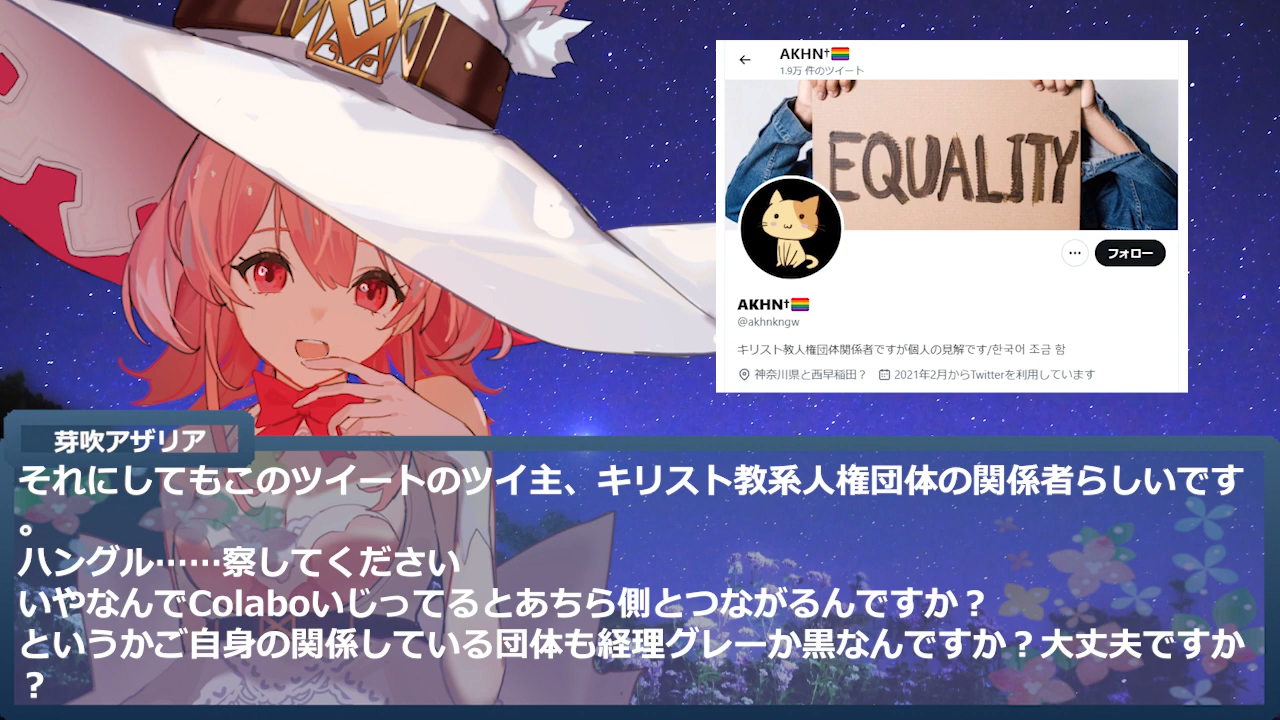 AKHN†🏳️‍🌈
1.9万 件のツイート
EQUALITY
フォロー
AKHN†🏳️‍🌈
@akhnkngw
キリスト教人権団体関係者ですが個人の見解です/한국어 조금 함
神奈川県と西早稲田？ 2021年2月からTwitterを利用しています
芽吹アザリア
それにしてもこのツイートのツイ主、キリスト教系人権団体の関係者らしいです
。
ハングル……察してください
いやなんでColaboいじってるとあちら側とつながるんですか？
というかご自身の関係している団体も経理グレーか黒なんですか？大丈夫ですか
？